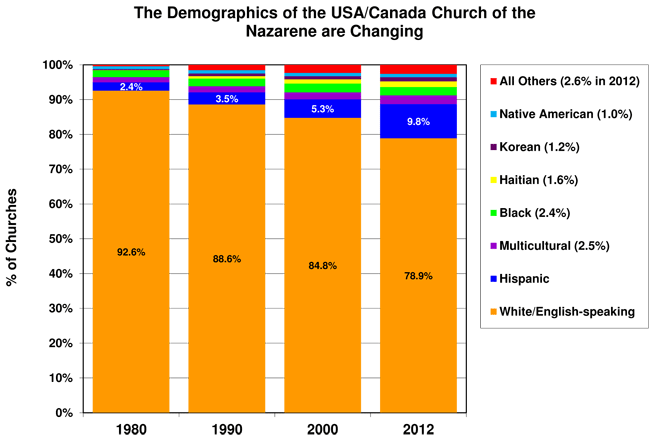 The Demographics of the USA/Canada Church of the
Nazarene are Changing
% of Churches
100%
90%
80%
70%
60%
50%
40%
30%
20%
10%
0%
2.4%
3.5%
5.3%
9.8%
92.6%
88.6%
84.8%
78.9%
1980
1990
2000
2012
All Others (2.6% in 2012)
Native American (1.0%)
Korean (1.2%)
Haitian (1.6%)
Black (2.4%)
Multicultural (2.5%)
Hispanic
White/English-speaking